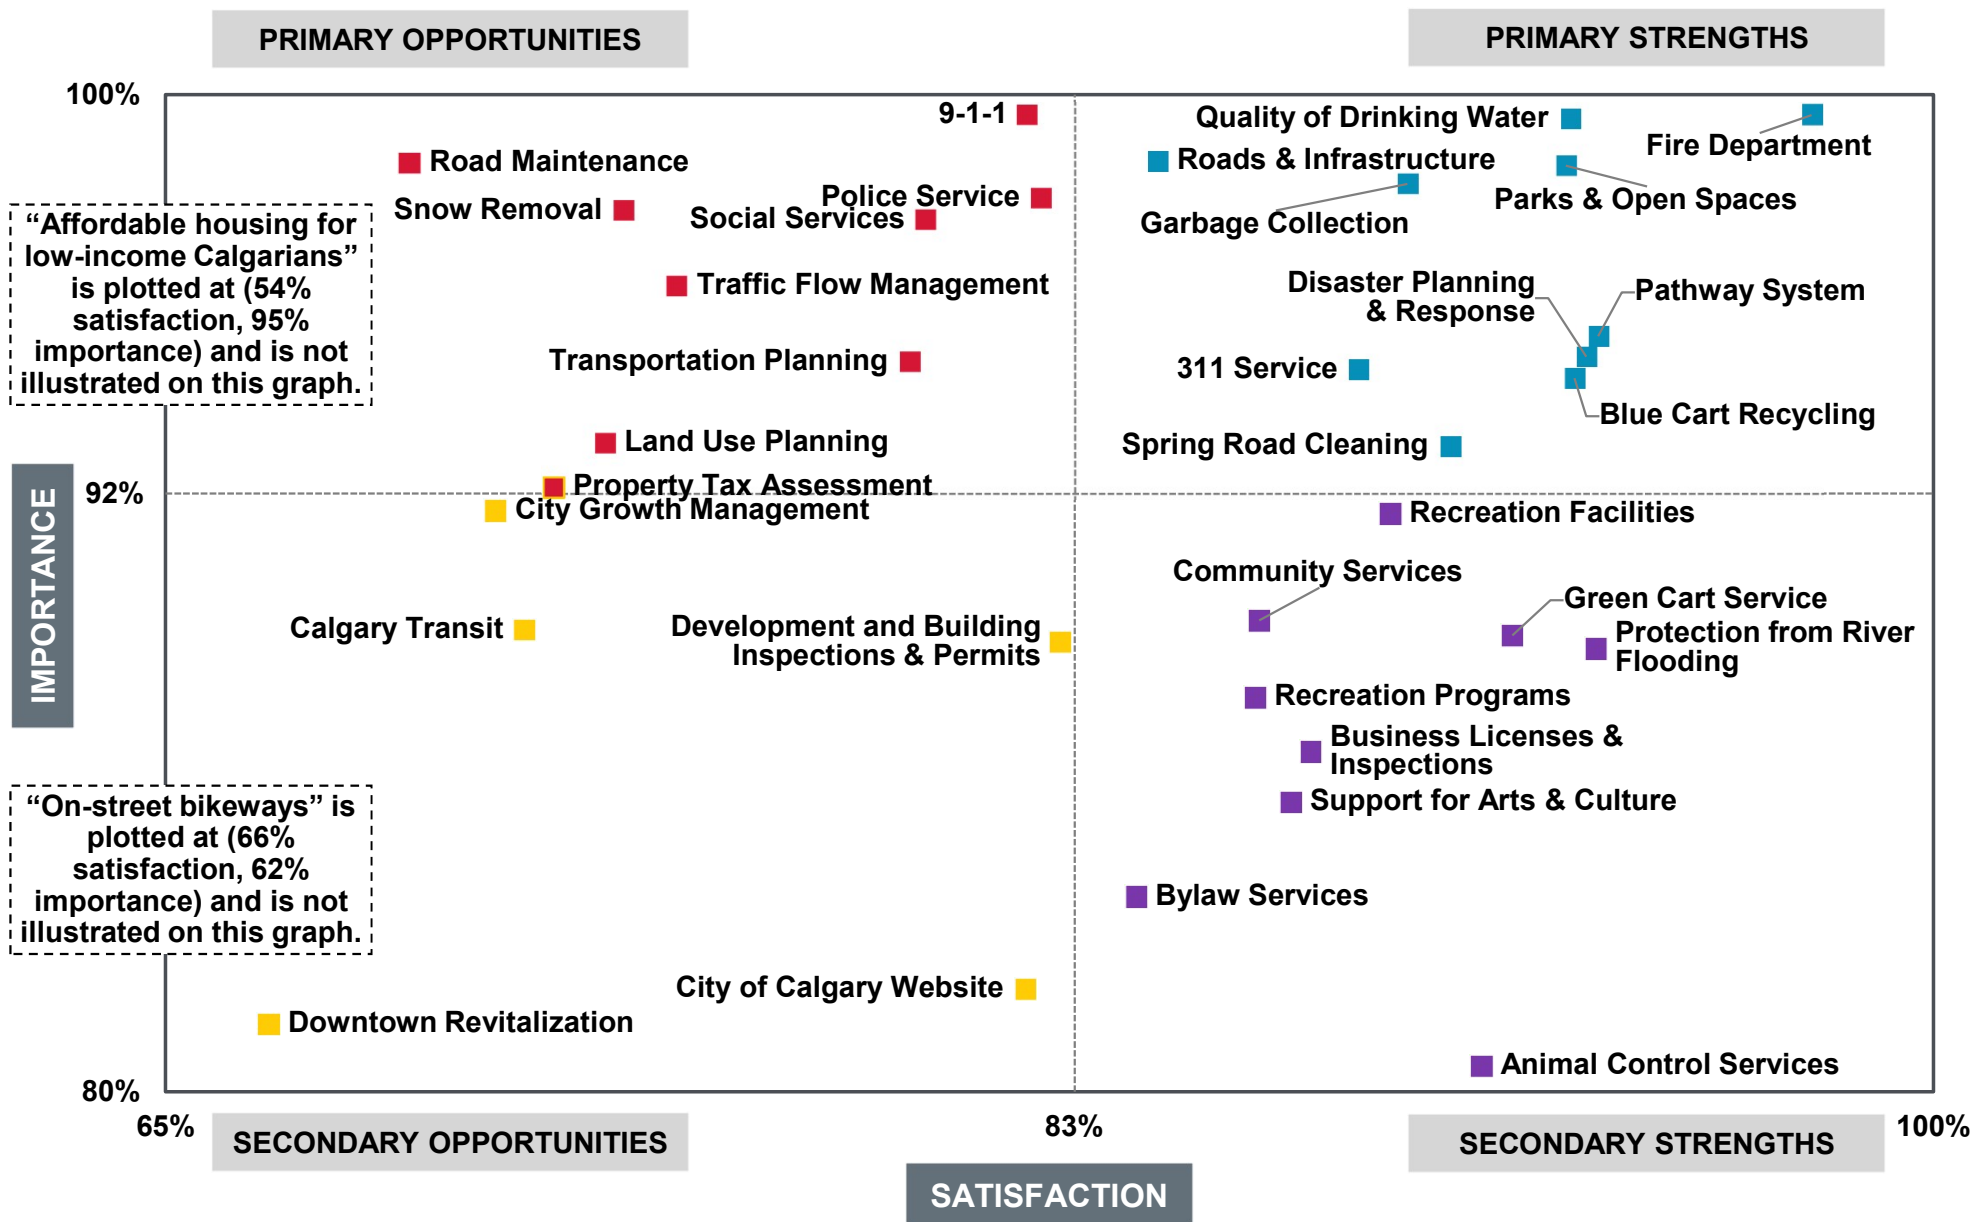 PRIMARY OPPORTUNITIES
PRIMARY STRENGTHS
100%
9-1-1
Quality of Drinking Water
Fire Department
Road Maintenance
Roads & Infrastructure
Snow Removal
Police Service
Social Services
Parks & Open Spaces
Garbage Collection
“Affordable housing for
low-income Calgarians”
is plotted at (54%
satisfaction, 95%
importance) and is not
illustrated on this graph.
Traffic Flow Management
Disaster Planning
& Response
Pathway System
Transportation Planning
311 Service
Blue Cart Recycling
Land Use Planning
Spring Road Cleaning
Property Tax Assessment
92%
City Growth Management
Recreation Facilities
IMPORTANCE
Community Services
Green Cart Service
Calgary Transit
Development and Building
Inspections & Permits
Protection from River
Flooding
Recreation Programs
Business Licenses &
Inspections
Support for Arts & Culture
“On-street bikeways” is
plotted at (66%
satisfaction, 62%
importance) and is not
illustrated on this graph.
Bylaw Services
City of Calgary Website
Downtown Revitalization
Animal Control Services
80%
65%
83%
100%
SECONDARY OPPORTUNITIES
SECONDARY STRENGTHS
SATISFACTION